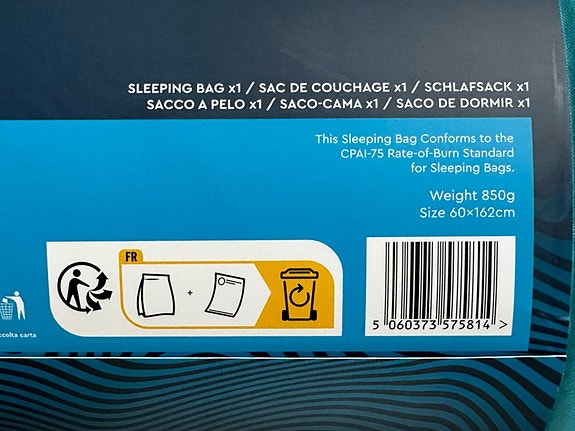 SLEEPING BAG x1 / SAC DE COUCHAGE x1 / SCHLAFSACK x1
SACCO A PELO x1 / SACO-CAMA x1 / SACO DE DORMIR x1
This Sleeping Bag Conforms to the
CPAI-75 Rate-of-Burn Standard
for Sleeping Bags.
Weight 850g
Size 60×162cm
FR
+
ccolta carta
5 060373 575814 >